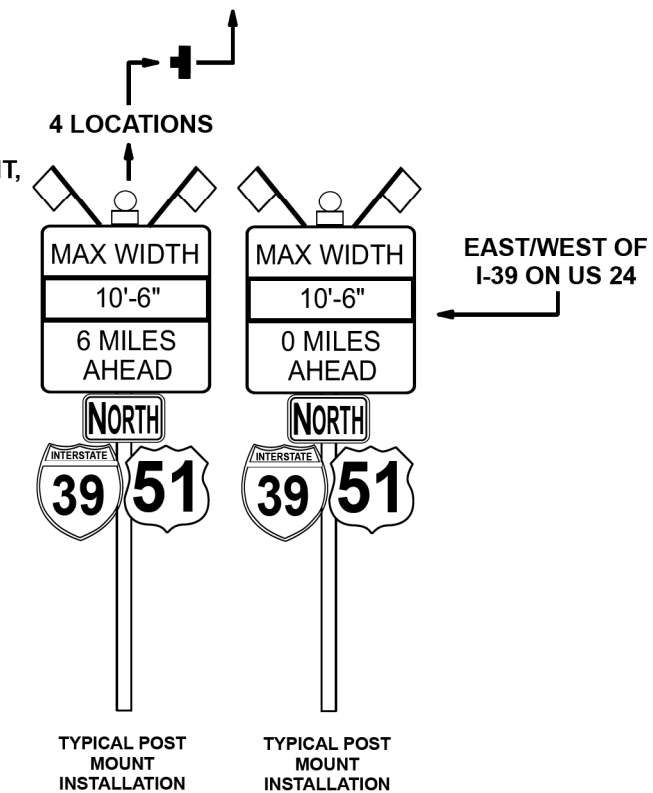 4 LOCATIONS
T,
MAX WIDTH
10'-6"
6 MILES
AHEAD
NORTH
INTERSTATE
39
51
TYPICAL POST
MOUNT
INSTALLATION
MAX WIDTH
10'-6"
0 MILES
AHEAD
NORTH
INTERSTATE
39
51
TYPICAL POST
MOUNT
INSTALLATION
EAST/WEST OF
I-39 ON US 24